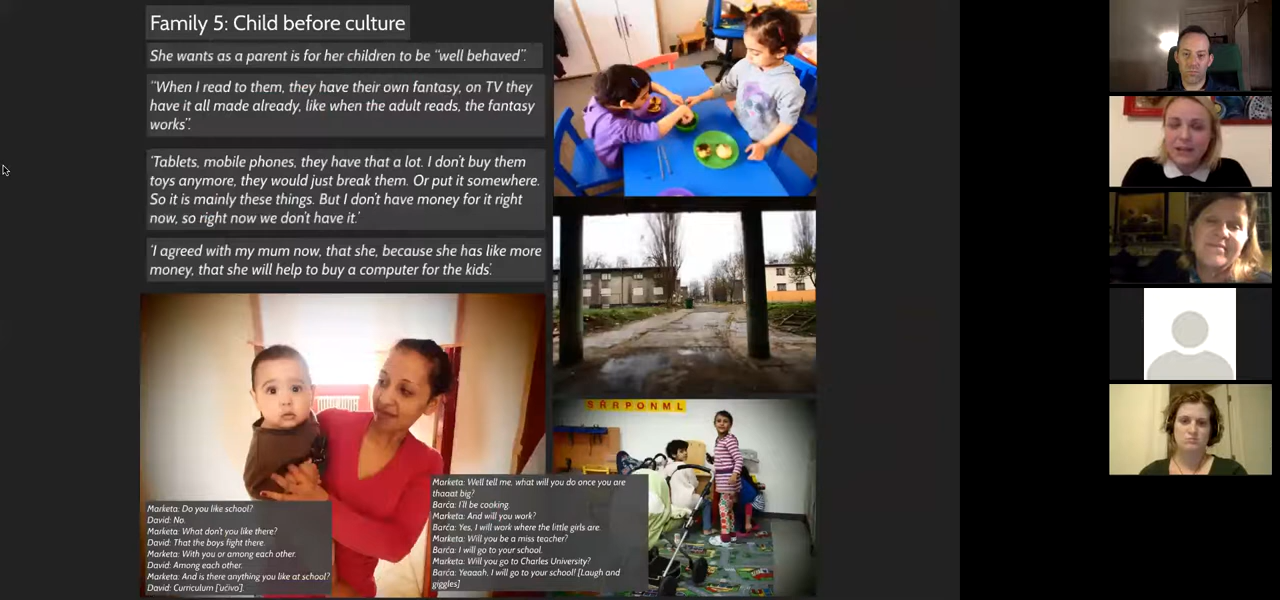 Family 5: Child before culture
She wants as a parent is for her children to be “well behaved”.
“When I read to them, they have their own fantasy, on TV they
have it all made already, like when the adult reads, the fantasy
works”.
‘Tablets, mobile phones, they have that a lot. I don’t buy them
toys anymore, they would just break them. Or put it somewhere.
So it is mainly these things. But I don’t have money for it right
now, so right now we don’t have it.’
‘I agreed with my mum now, that she, because she has like more
money, that she will help to buy a computer for the kids’.
Marketa: Do you like school?
David: No.
Marketa: What don’t you like there?
David: That the boys fight there.
Marketa: With you or among each other.
David: Among each other.
Marketa: And is there anything you like at school?
David: Curriculum [‘učivo].
Marketa: Well tell me, what will you do once you are
thaaat big?
Barča: I’ll be cooking.
Marketa: And will you work?
Barča: Yes, I will work where the little girls are.
Marketa: Will you be a miss teacher?
Barča: I will go to your school.
Marketa: Will you go to Charles University?
Barča: Yeaaah, I will go to your school! [Laugh and
giggles]
S Ř R P O N M L